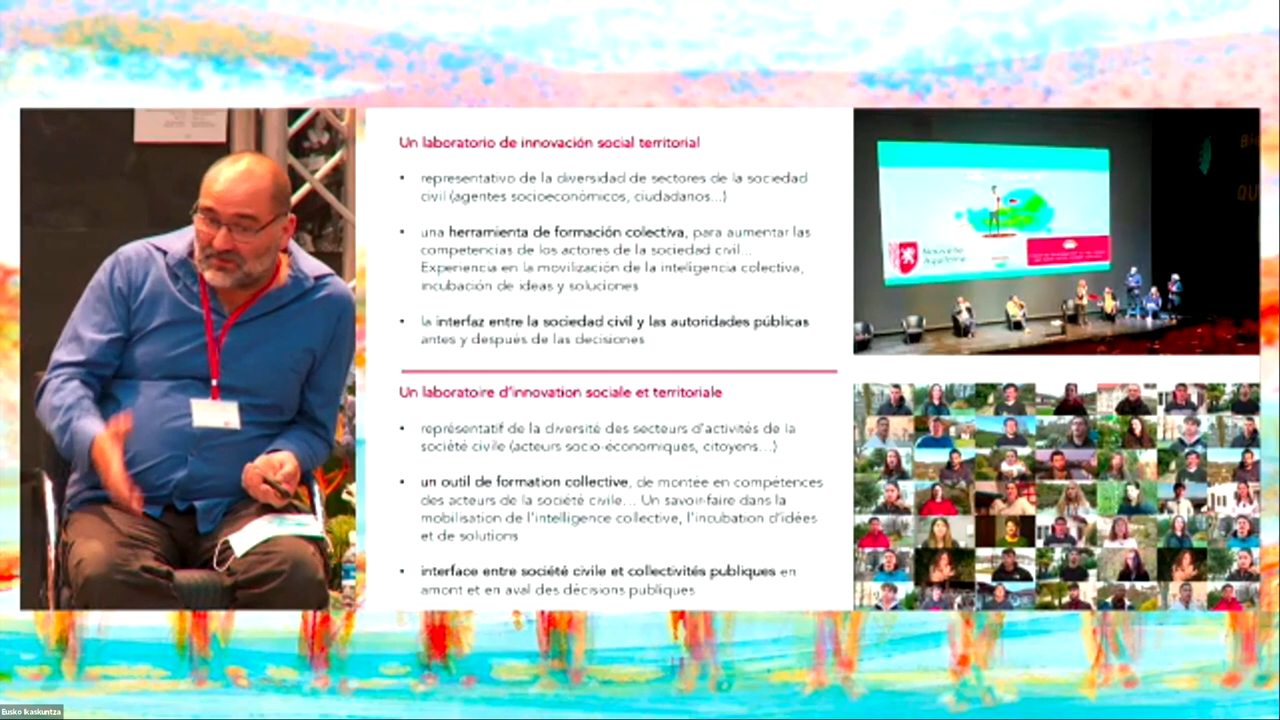 Un laboratorio de innovación social territorial
• representativo de la diversidad de sectores de la sociedad
civil (agentes socioeconómicos, ciudadanos...)
• una herramienta de formación colectiva, para aumentar las
competencias de los actores de la sociedad civil...
Experiencia en la movilización de la inteligencia colectiva,
incubación de ideas y soluciones
• la interfaz entre la sociedad civil y las autoridades públicas
antes y después de las decisiones
Un laboratoire d'innovation sociale et territoriale
• représentatif de la diversité des secteurs d'activités de la
société civile (acteurs socio-économiques, citoyens...)
• un outil de formation collective, de montée en compétences
des acteurs de la société civile... Un savoir-faire dans la
mobilisation de l'intelligence collective, l'incubation d'idées
et de solutions
• interface entre société civile et collectivités publiques en
amont et en aval des décisions publiques
Nouvelle
Aquitaine
Eusko Ikaskuntza